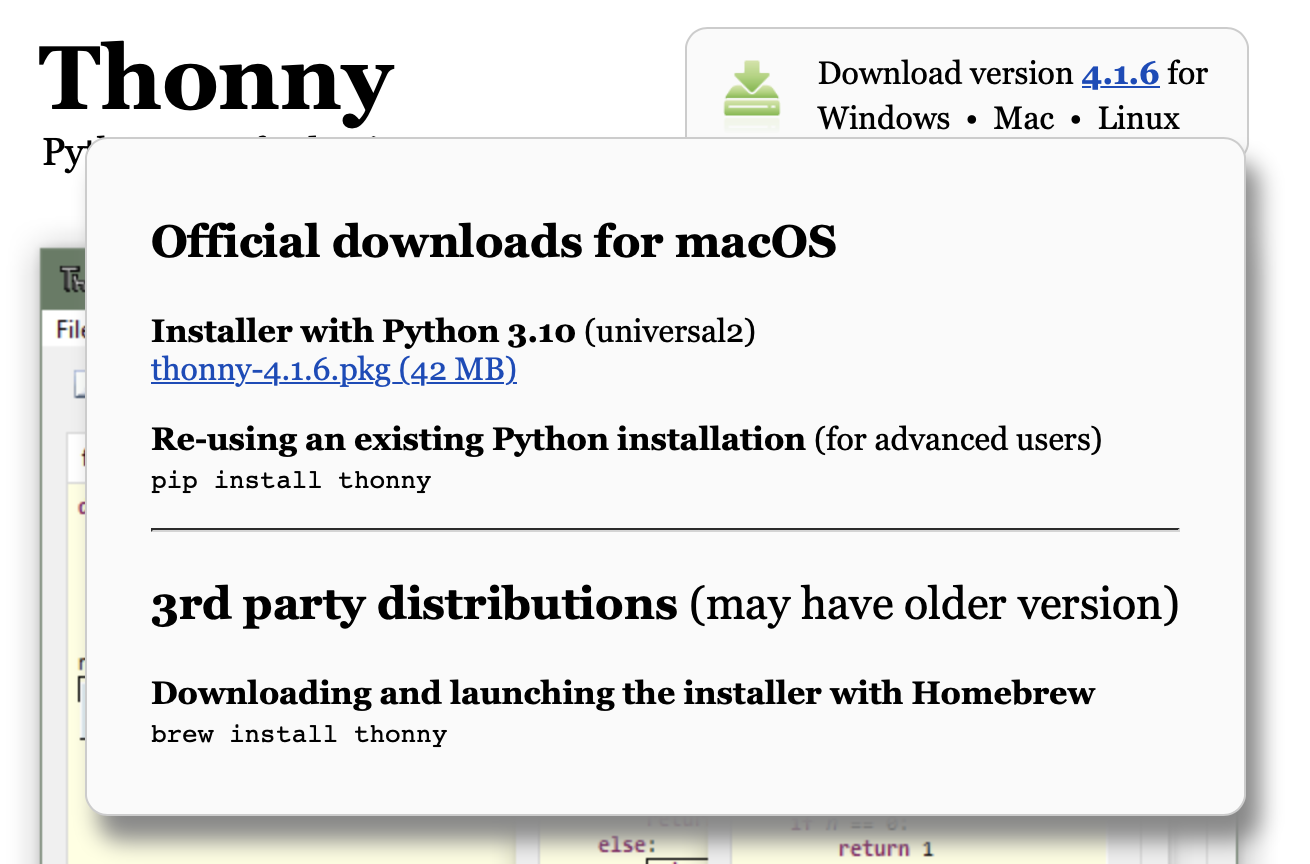 Thonny
Download version 4.1.6 for
Windows • Mac • Linux
Official downloads for macOS
File
Installer with Python 3.10 (universal2)
thonny-4.1.6.pkg (42 MB)
Re-using an existing Python installation (for advanced users)
pip install thonny
3rd party distributions (may have older version)
Downloading and launching the installer with Homebrew
brew install thonny
if n == 0:
else:
return 1